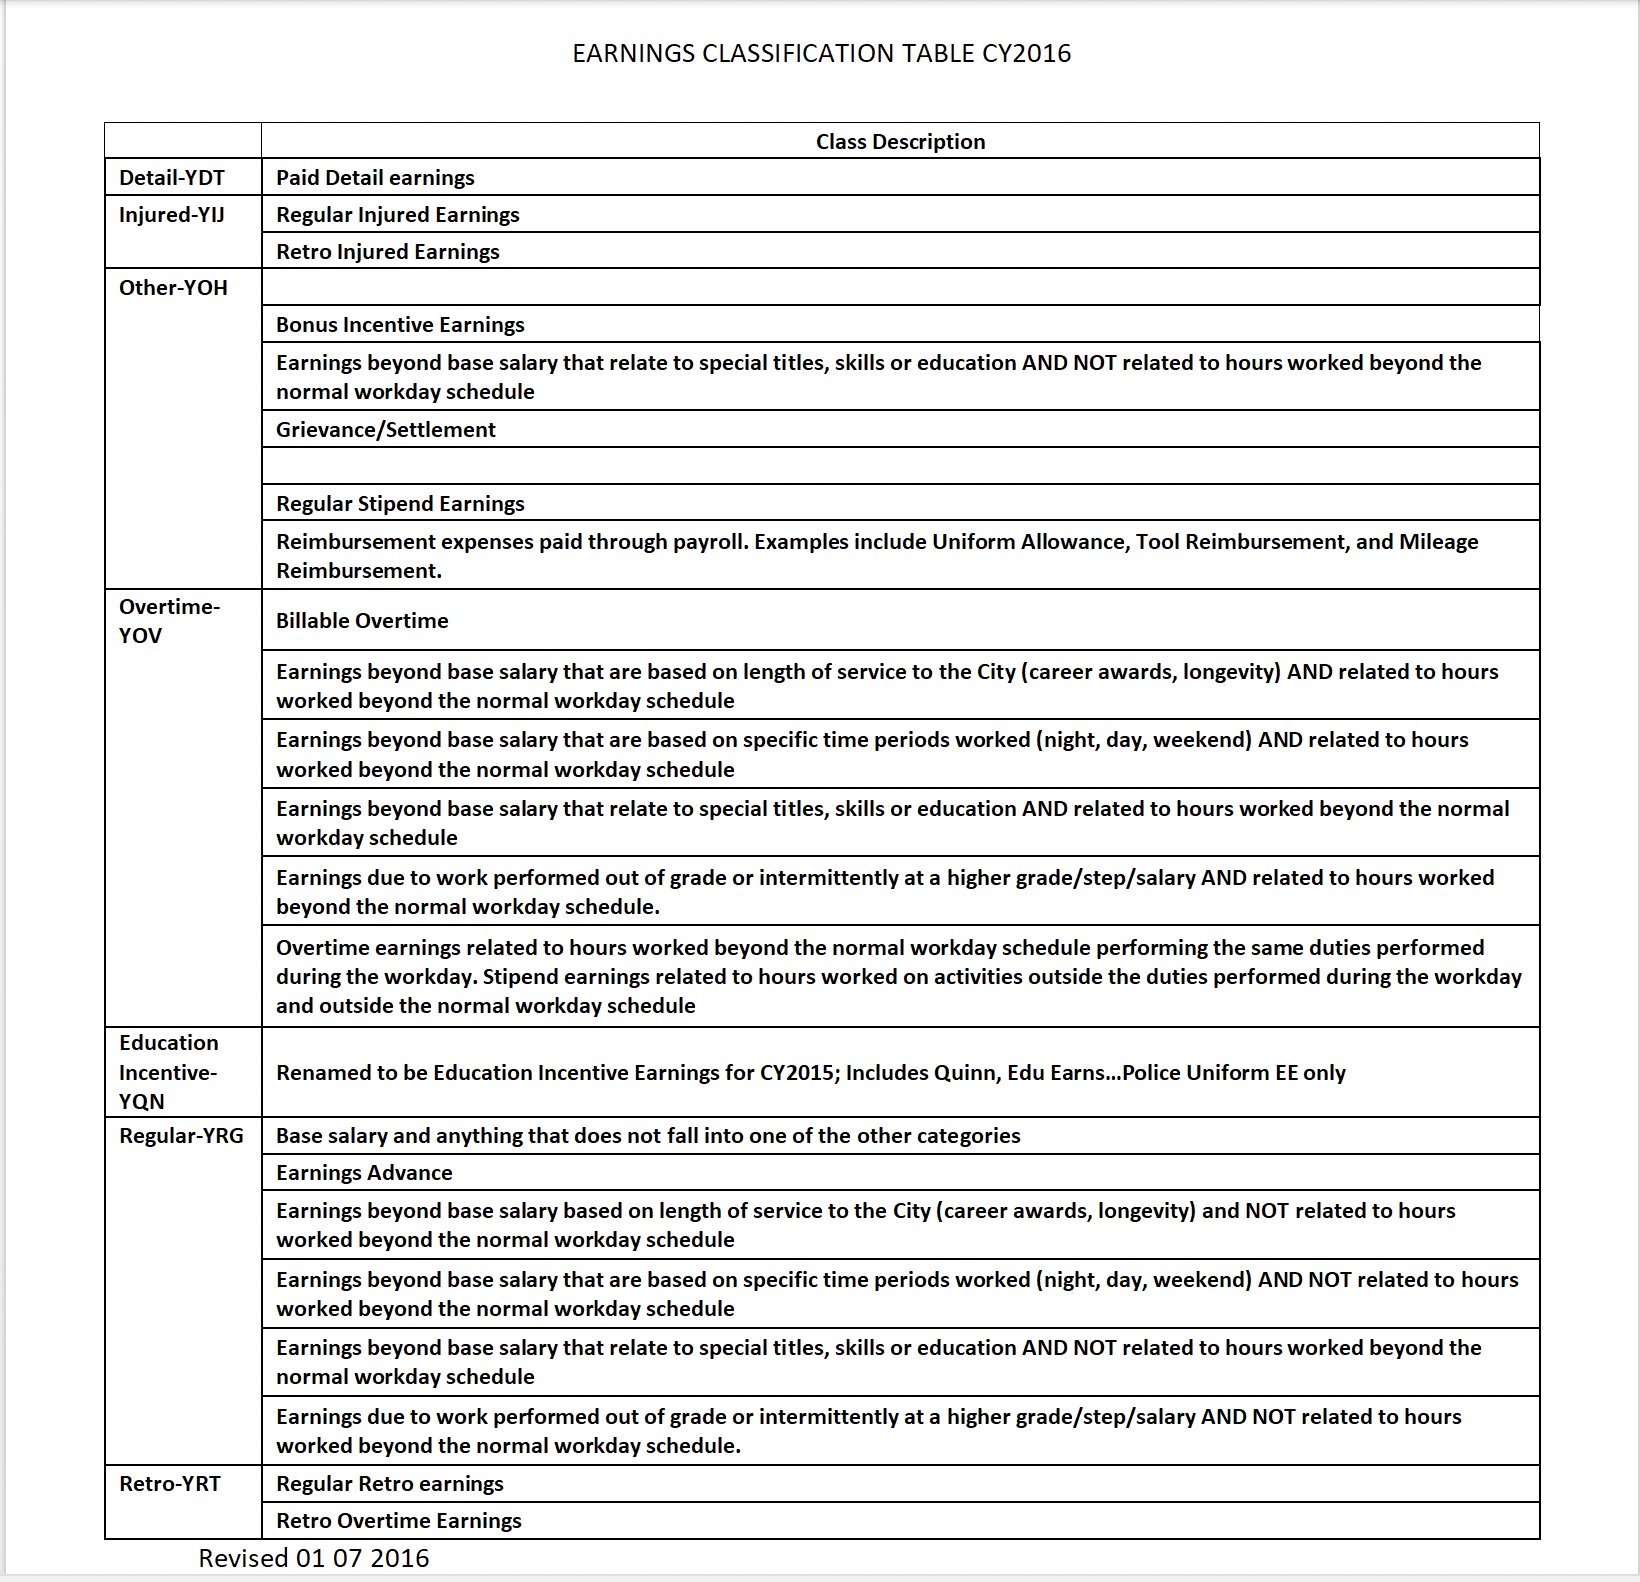 EARNINGS CLASSIFICATION TABLE CY2016
Class Description
Detail-YDT
Paid Detail earnings
Injured-YIJ
Regular Injured Earnings
Retro Injured Earnings
Other-YOH
Bonus Incentive Earnings
Earnings beyond base salary that relate to special titles, skills or education AND NOT related to hours worked beyond the
normal workday schedule
Grievance/Settlement
Regular Stipend Earnings
Reimbursement expenses paid through payroll. Examples include Uniform Allowance, Tool Reimbursement, and Mileage
Reimbursement.
Overtime-
YOV
Billable Overtime
Earnings beyond base salary that are based on length of service to the City (career awards, longevity) AND related to hours
worked beyond the normal workday schedule
Earnings beyond base salary that are based on specific time periods worked (night, day, weekend) AND related to hours
worked beyond the normal workday schedule
Earnings beyond base salary that relate to special titles, skills or education AND related to hours worked beyond the normal
workday schedule
Earnings due to work performed out of grade or intermittently at a higher grade/step/salary AND related to hours worked
beyond the normal workday schedule.
Overtime earnings related to hours worked beyond the normal workday schedule performing the same duties performed
during the workday. Stipend earnings related to hours worked on activities outside the duties performed during the workday
and outside the normal workday schedule
Education
Incentive-
YQN
Renamed to be Education Incentive Earnings for CY2015; Includes Quinn, Edu Earns...Police Uniform EE only
Regular-YRG
Base salary and anything that does not fall into one of the other categories
Earnings Advance
Earnings beyond base salary based on length of service to the City (career awards, longevity) and NOT related to hours
worked beyond the normal workday schedule
Earnings beyond base salary that are based on specific time periods worked (night, day, weekend) AND NOT related to hours
worked beyond the normal workday schedule
Earnings beyond base salary that relate to special titles, skills or education AND NOT related to hours worked beyond the
normal workday schedule
Earnings due to work performed out of grade or intermittently at a higher grade/step/salary AND NOT related to hours
worked beyond the normal workday schedule.
Retro-YRT
Regular Retro earnings
Retro Overtime Earnings
Revised 01 07 2016